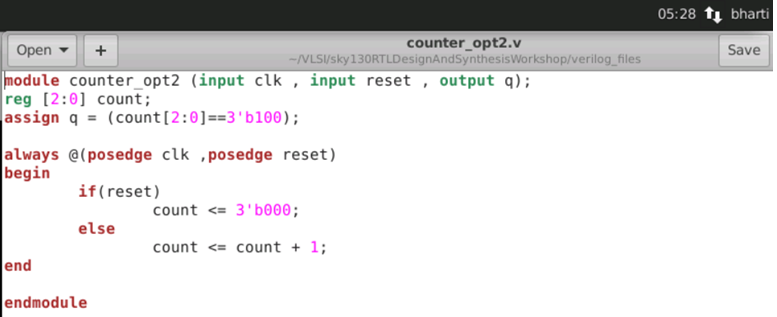 05:28 bharti
Open + counter_opt2.v Save
~/VLSI/sky130RTLDesignAndSynthesisWorkshop/verilog_files
module counter_opt2 (input clk , input reset , output q);
reg [2:0] count;
assign q = (count[2:0]==3'b100);
always @(posedge clk ,posedge reset)
begin
if(reset)
count <= 3'b000;
else
count <= count + 1;
end
endmodule